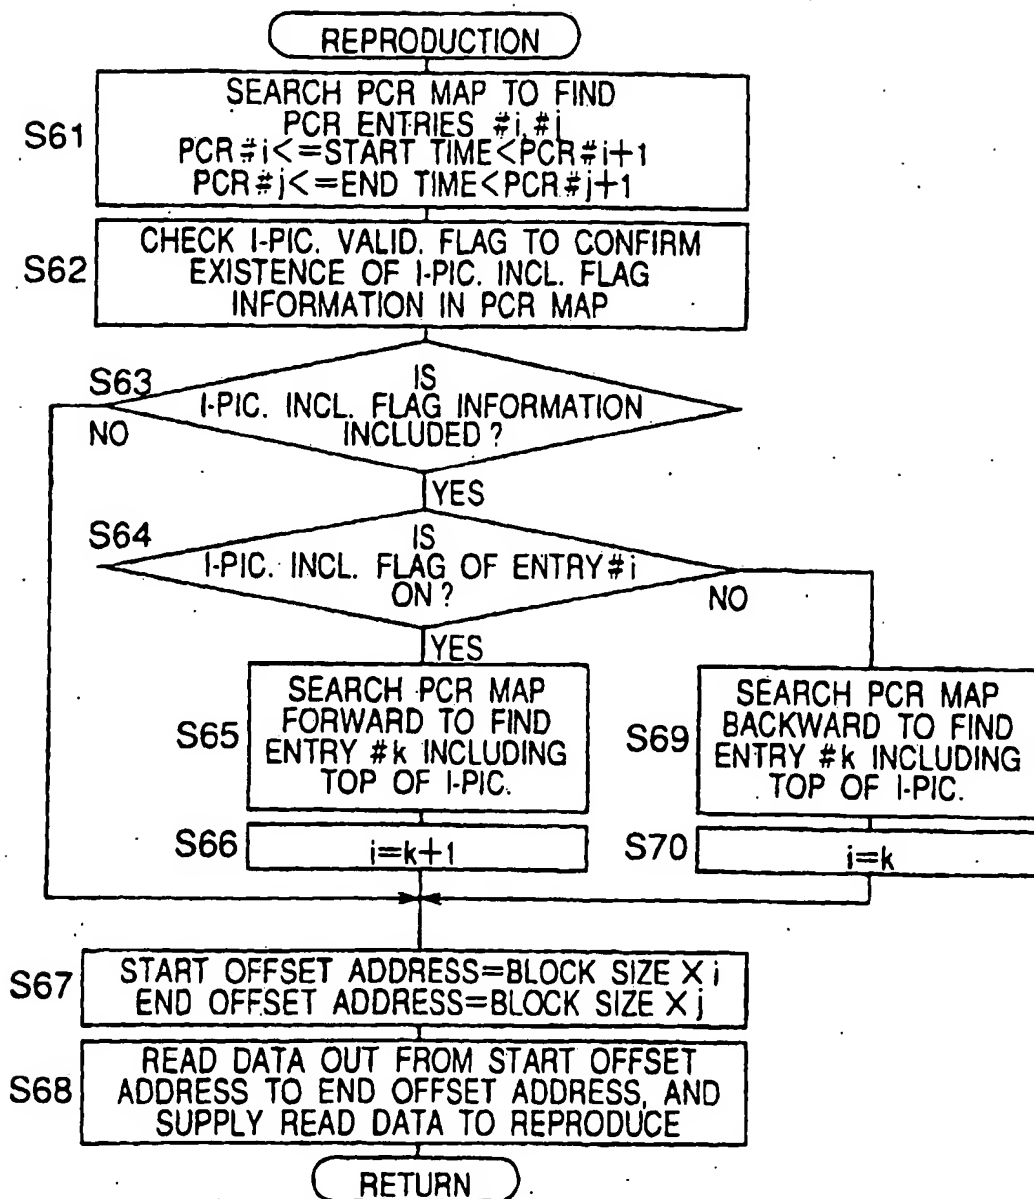 REPRODUCTION
S61
SEARCH PCR MAP TO FIND
PCR ENTRIES #i, #j
PCR#i<=START TIME<PCR#i+1
PCR#j<=END TIME<PCR#j+1
S62
CHECK I-PIC. VALID. FLAG TO CONFIRM
EXISTENCE OF I-PIC. INCL. FLAG
INFORMATION IN PCR MAP
S63
IS
I-PIC. INCL. FLAG INFORMATION
INCLUDED?
NO
YES
S64
IS
I-PIC. INCL. FLAG OF ENTRY#i
ON?
NO
YES
S65
SEARCH PCR MAP
FORWARD TO FIND
ENTRY #k INCLUDING
TOP OF I-PIC.
S69
SEARCH PCR MAP
BACKWARD TO FIND
ENTRY #k INCLUDING
TOP OF I-PIC.
S66
i=k+1
S70
i=k
S67
START OFFSET ADDRESS=BLOCK SIZE X i
END OFFSET ADDRESS=BLOCK SIZE X j
S68
READ DATA OUT FROM START OFFSET
ADDRESS TO END OFFSET ADDRESS, AND
SUPPLY READ DATA TO REPRODUCE
RETURN